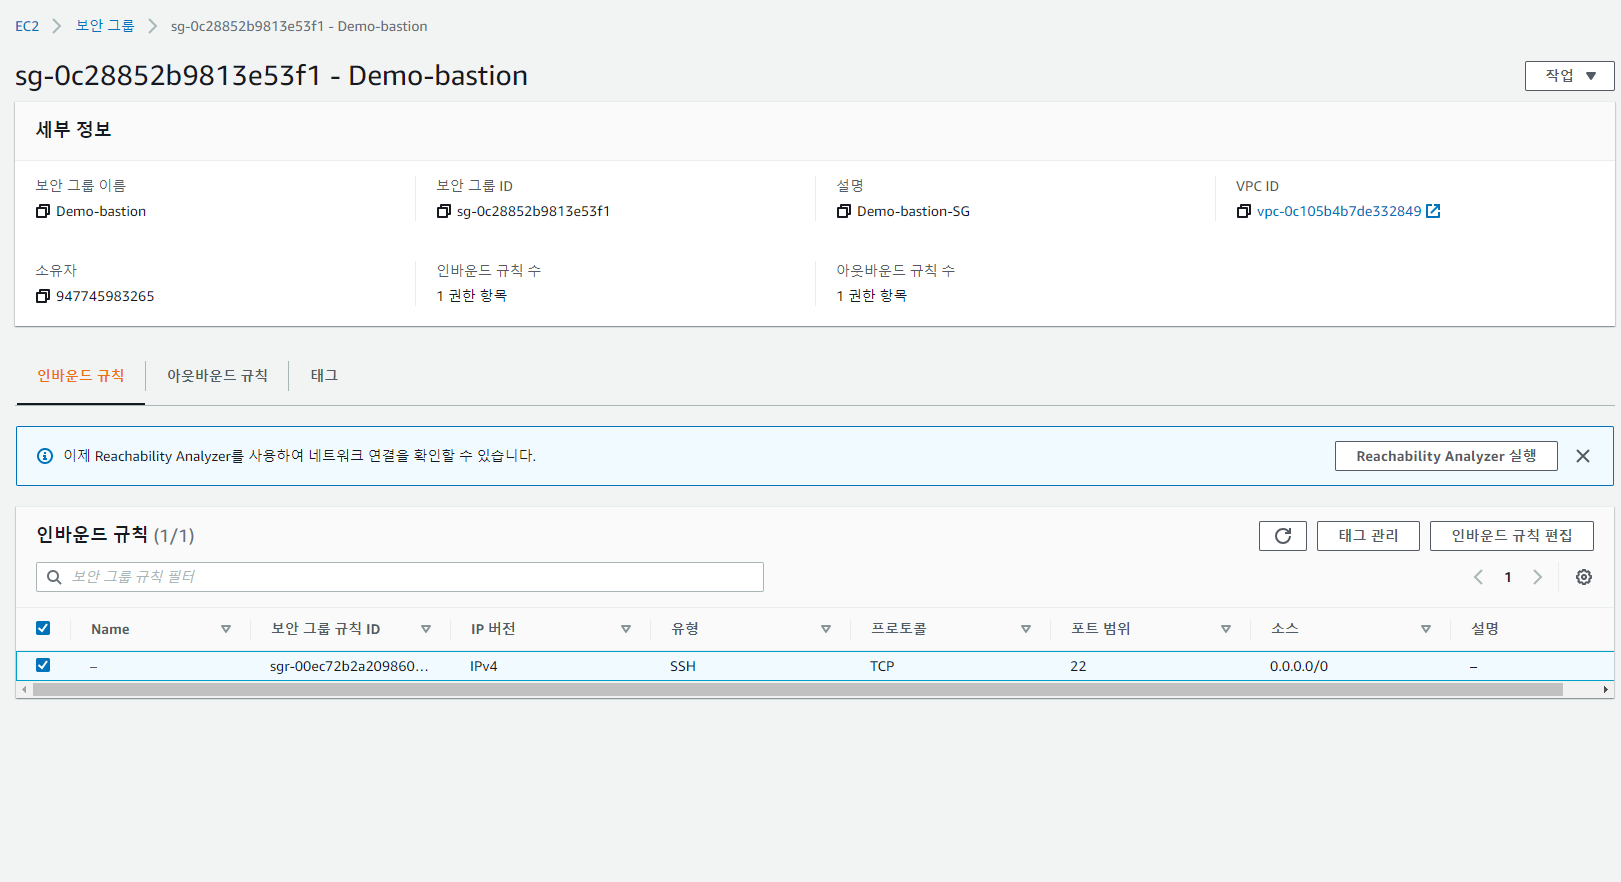 EC2 > 보안 그룹 > sg-0c28852b9813e53f1 - Demo-bastion
sg-0c28852b9813e53f1 - Demo-bastion
작업 ▼
세부 정보
보안 그룹 이름
Demo-bastion
보안 그룹 ID
sg-0c28852b9813e53f1
설명
Demo-bastion-SG
VPC ID
vpc-0c105b4b7de332849
소유자
947745983265
인바운드 규칙 수
1 권한 항목
아웃바운드 규칙 수
1 권한 항목
인바운드 규칙 아웃바운드 규칙 태그
이제 Reachability Analyzer를 사용하여 네트워크 연결을 확인할 수 있습니다.
Reachability Analyzer 실행
인바운드 규칙 (1/1)
태그 관리
인바운드 규칙 편집
보안 그룹 규칙 필터
1
Name 보안 그룹 규칙 ID IP 버전 유형 프로토콜 포트 범위 소스 설명
– sgr-00ec72b2a209860... IPv4 SSH TCP 22 0.0.0.0/0 –